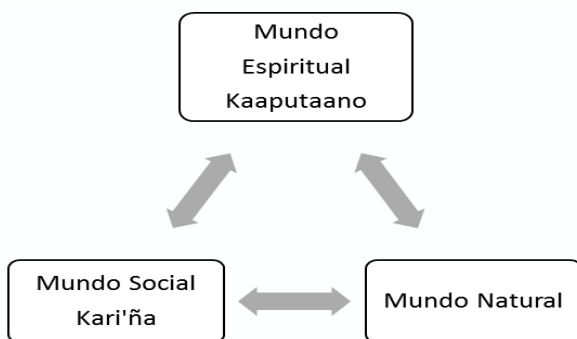 Mundo
Espiritual
Kaaputaano
Mundo Social
Kari'ña
Mundo Natural